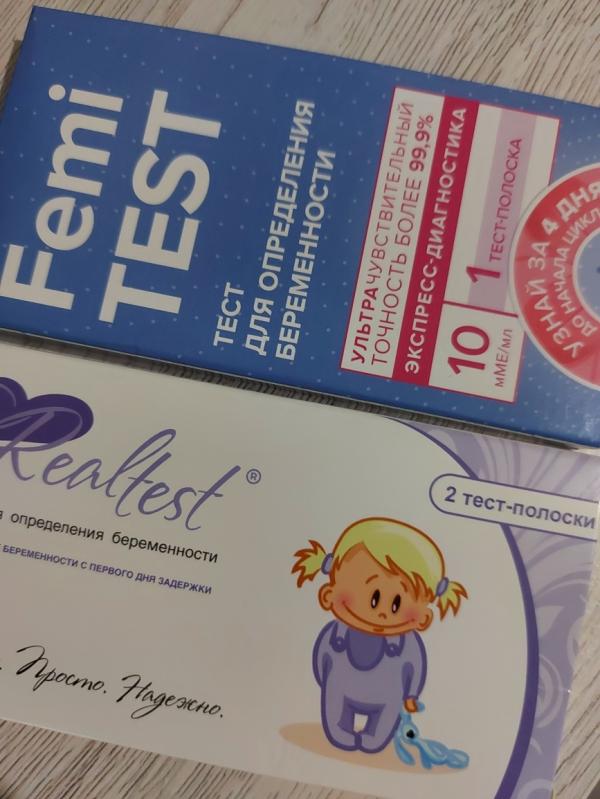 Femi
TEST
ТЕСТ
ДЛЯ ОПРЕДЕЛЕНИЯ
БЕРЕМЕННОСТИ
УЛЬТРАЧУВСТВИТЕЛЬНЫЙ
ТОЧНОСТЬ БОЛЕЕ 99,9%
ЭКСПРЕСС-ДИАГНОСТИКА
10
мМЕ/мл
1
ТЕСТ-ПОЛОСКА
УЗНАЙ ЗА 4 ДНЯ
ДО НАЧАЛА
Realtest®
определения беременности
БЕРЕМЕННОСТИ С ПЕРВОГО ДНЯ ЗАДЕРЖКИ
Просто. Надежно.
2 тест-полоски